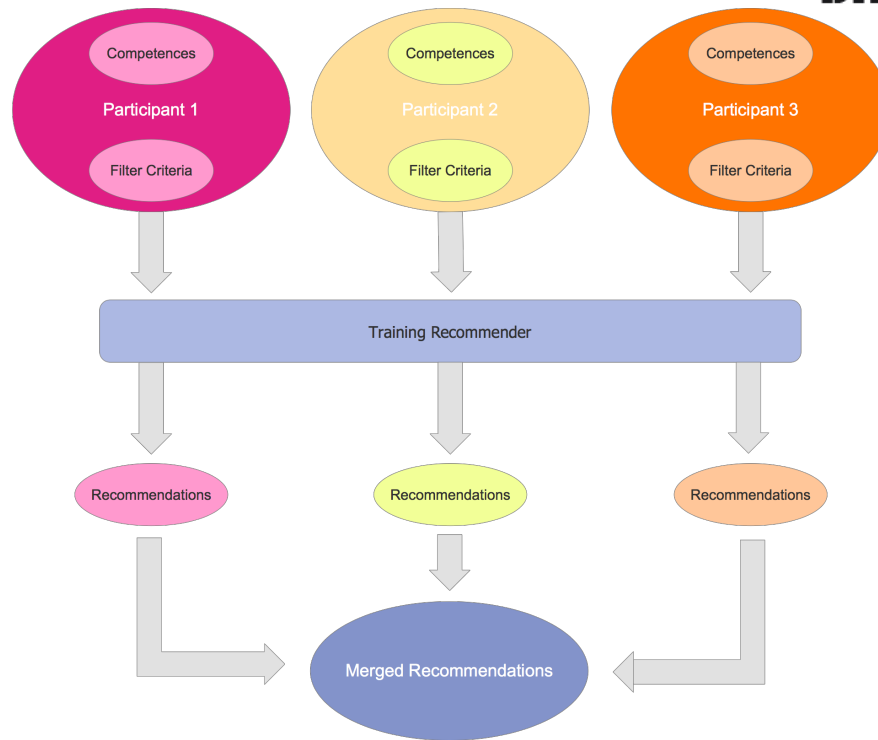 Competences
Competences
Competences
Participant 1
Participant 2
Participant 3
Filter Criteria
Filter Criteria
Filter Criteria
Training Recommender
Recommendations
Recommendations
Recommendations
Merged Recommendations